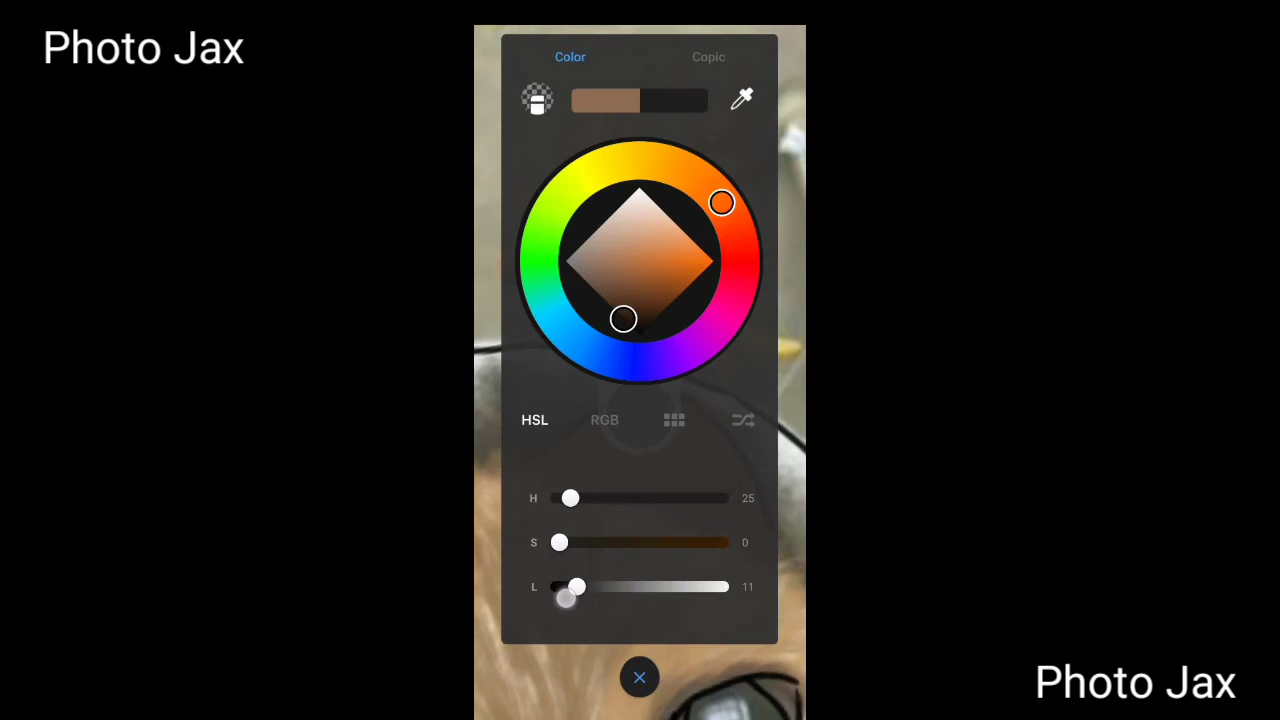 Photo Jax
Color
Copic
HSL
RGB
H
25
S
0
L
11
Photo Jax